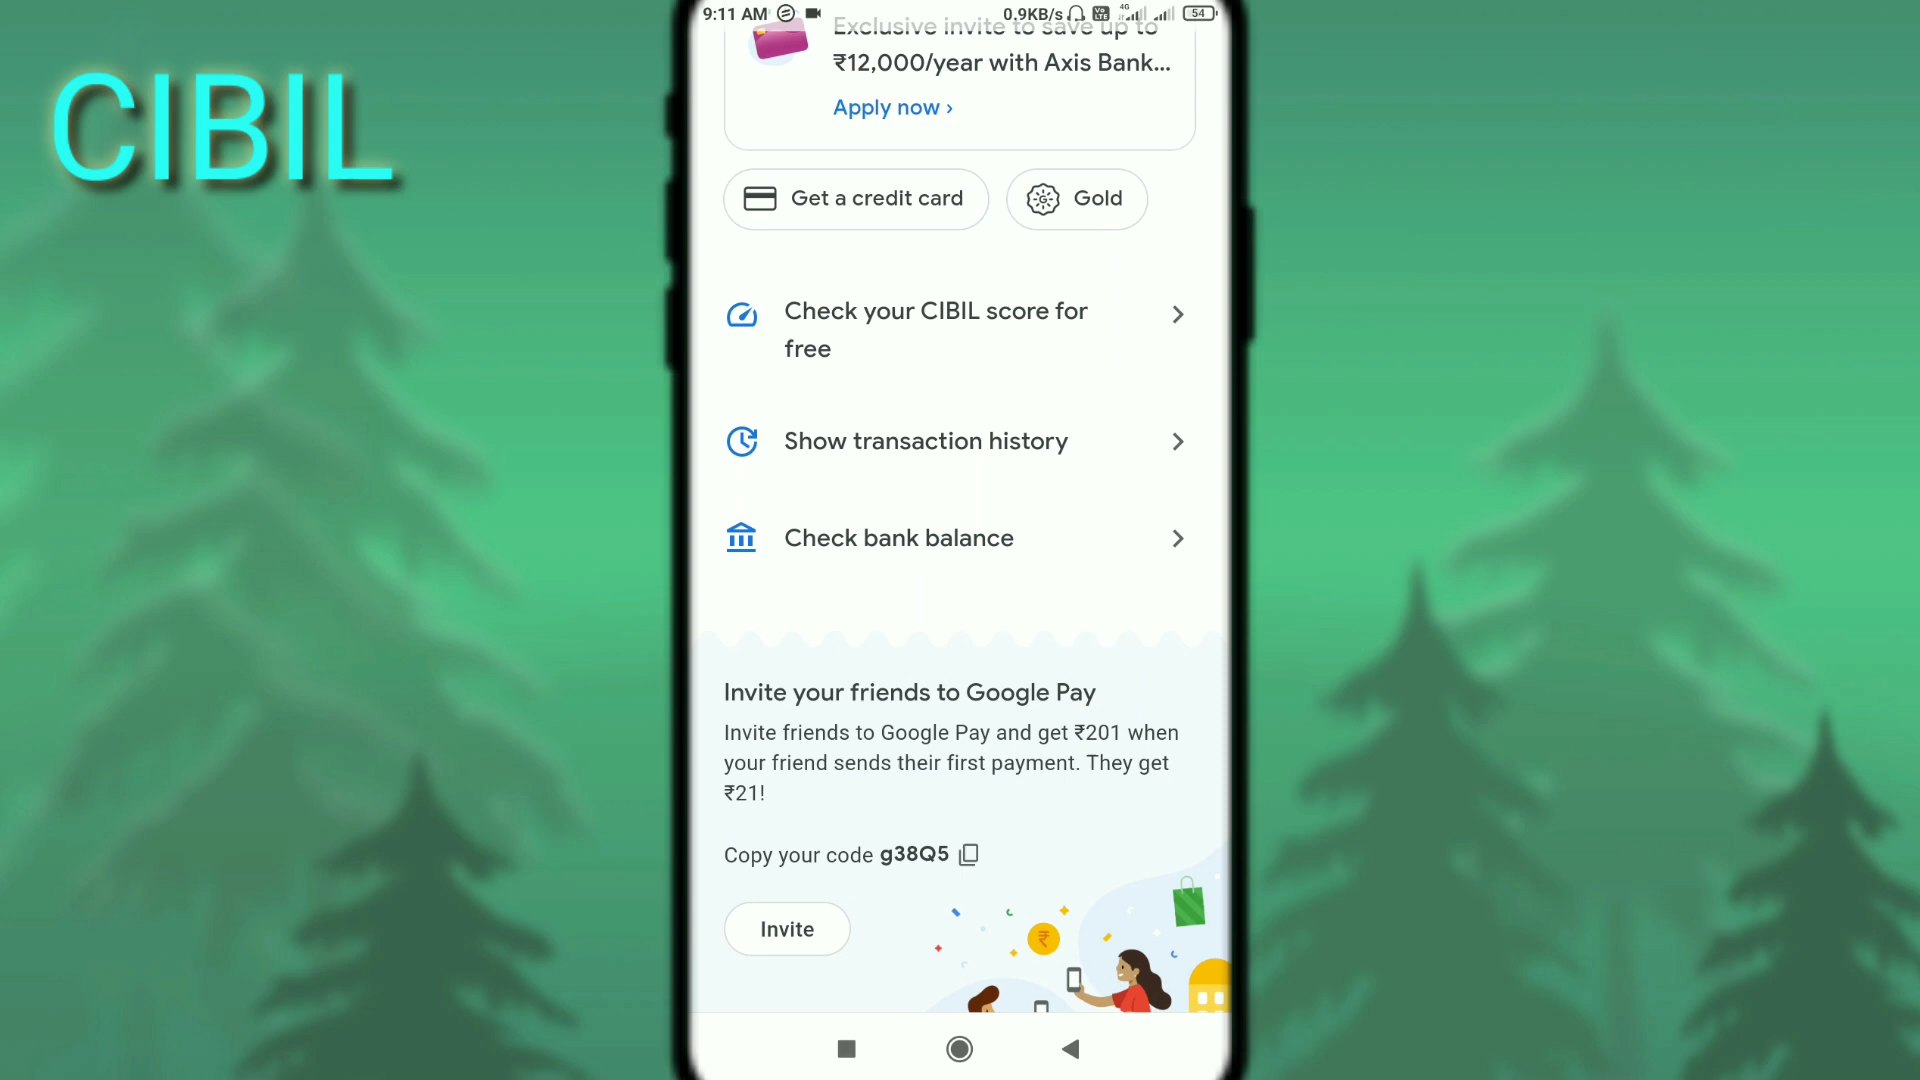 CIBIL
9:11 AM 0.9KB/s Vo LTE 4G 54
Exclusive invite to save up to
₹12,000/year with Axis Bank...
Apply now ›
Get a credit card Gold
Check your CIBIL score for
free
Show transaction history
Check bank balance
Invite your friends to Google Pay
Invite friends to Google Pay and get ₹201 when
your friend sends their first payment. They get
₹21!
Copy your code g38Q5
Invite
₹